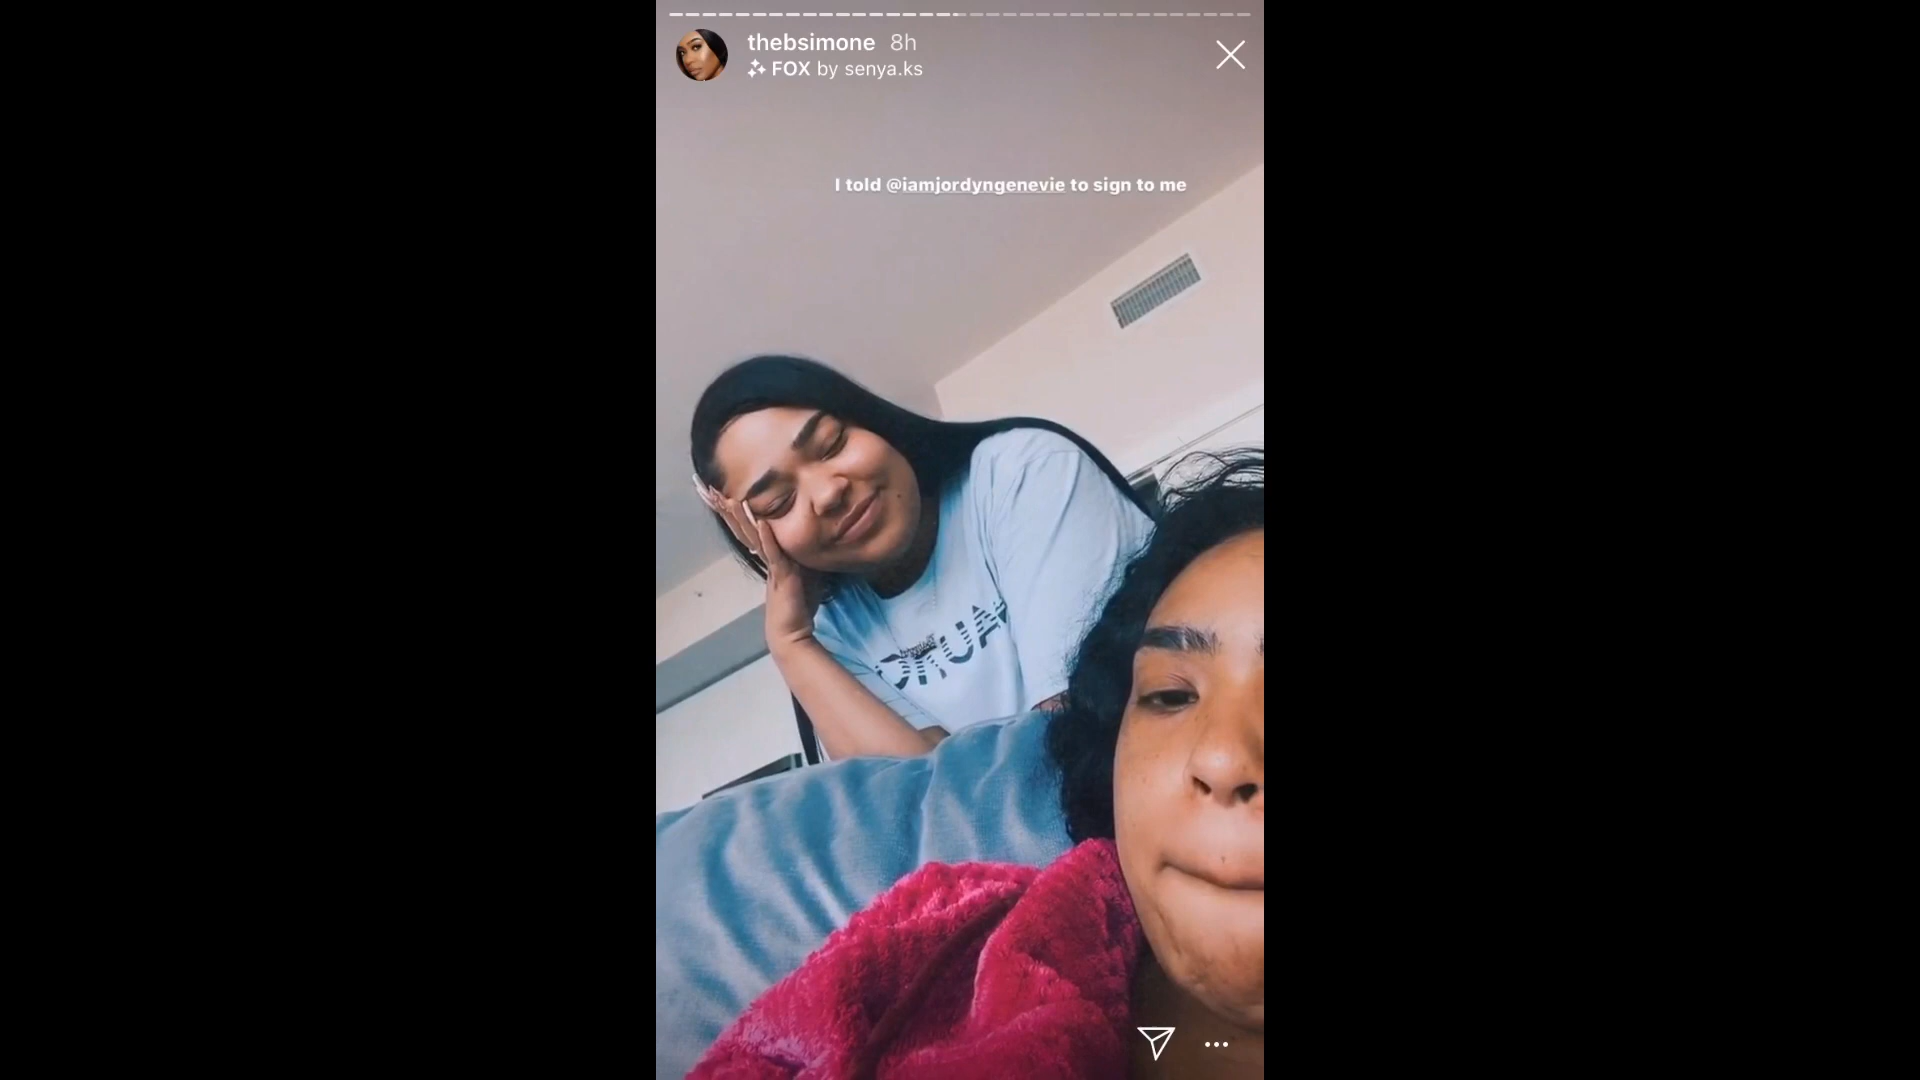 thebsimone 8h
FOX by senya.ks
I told @iamjordyngenevie to sign to me